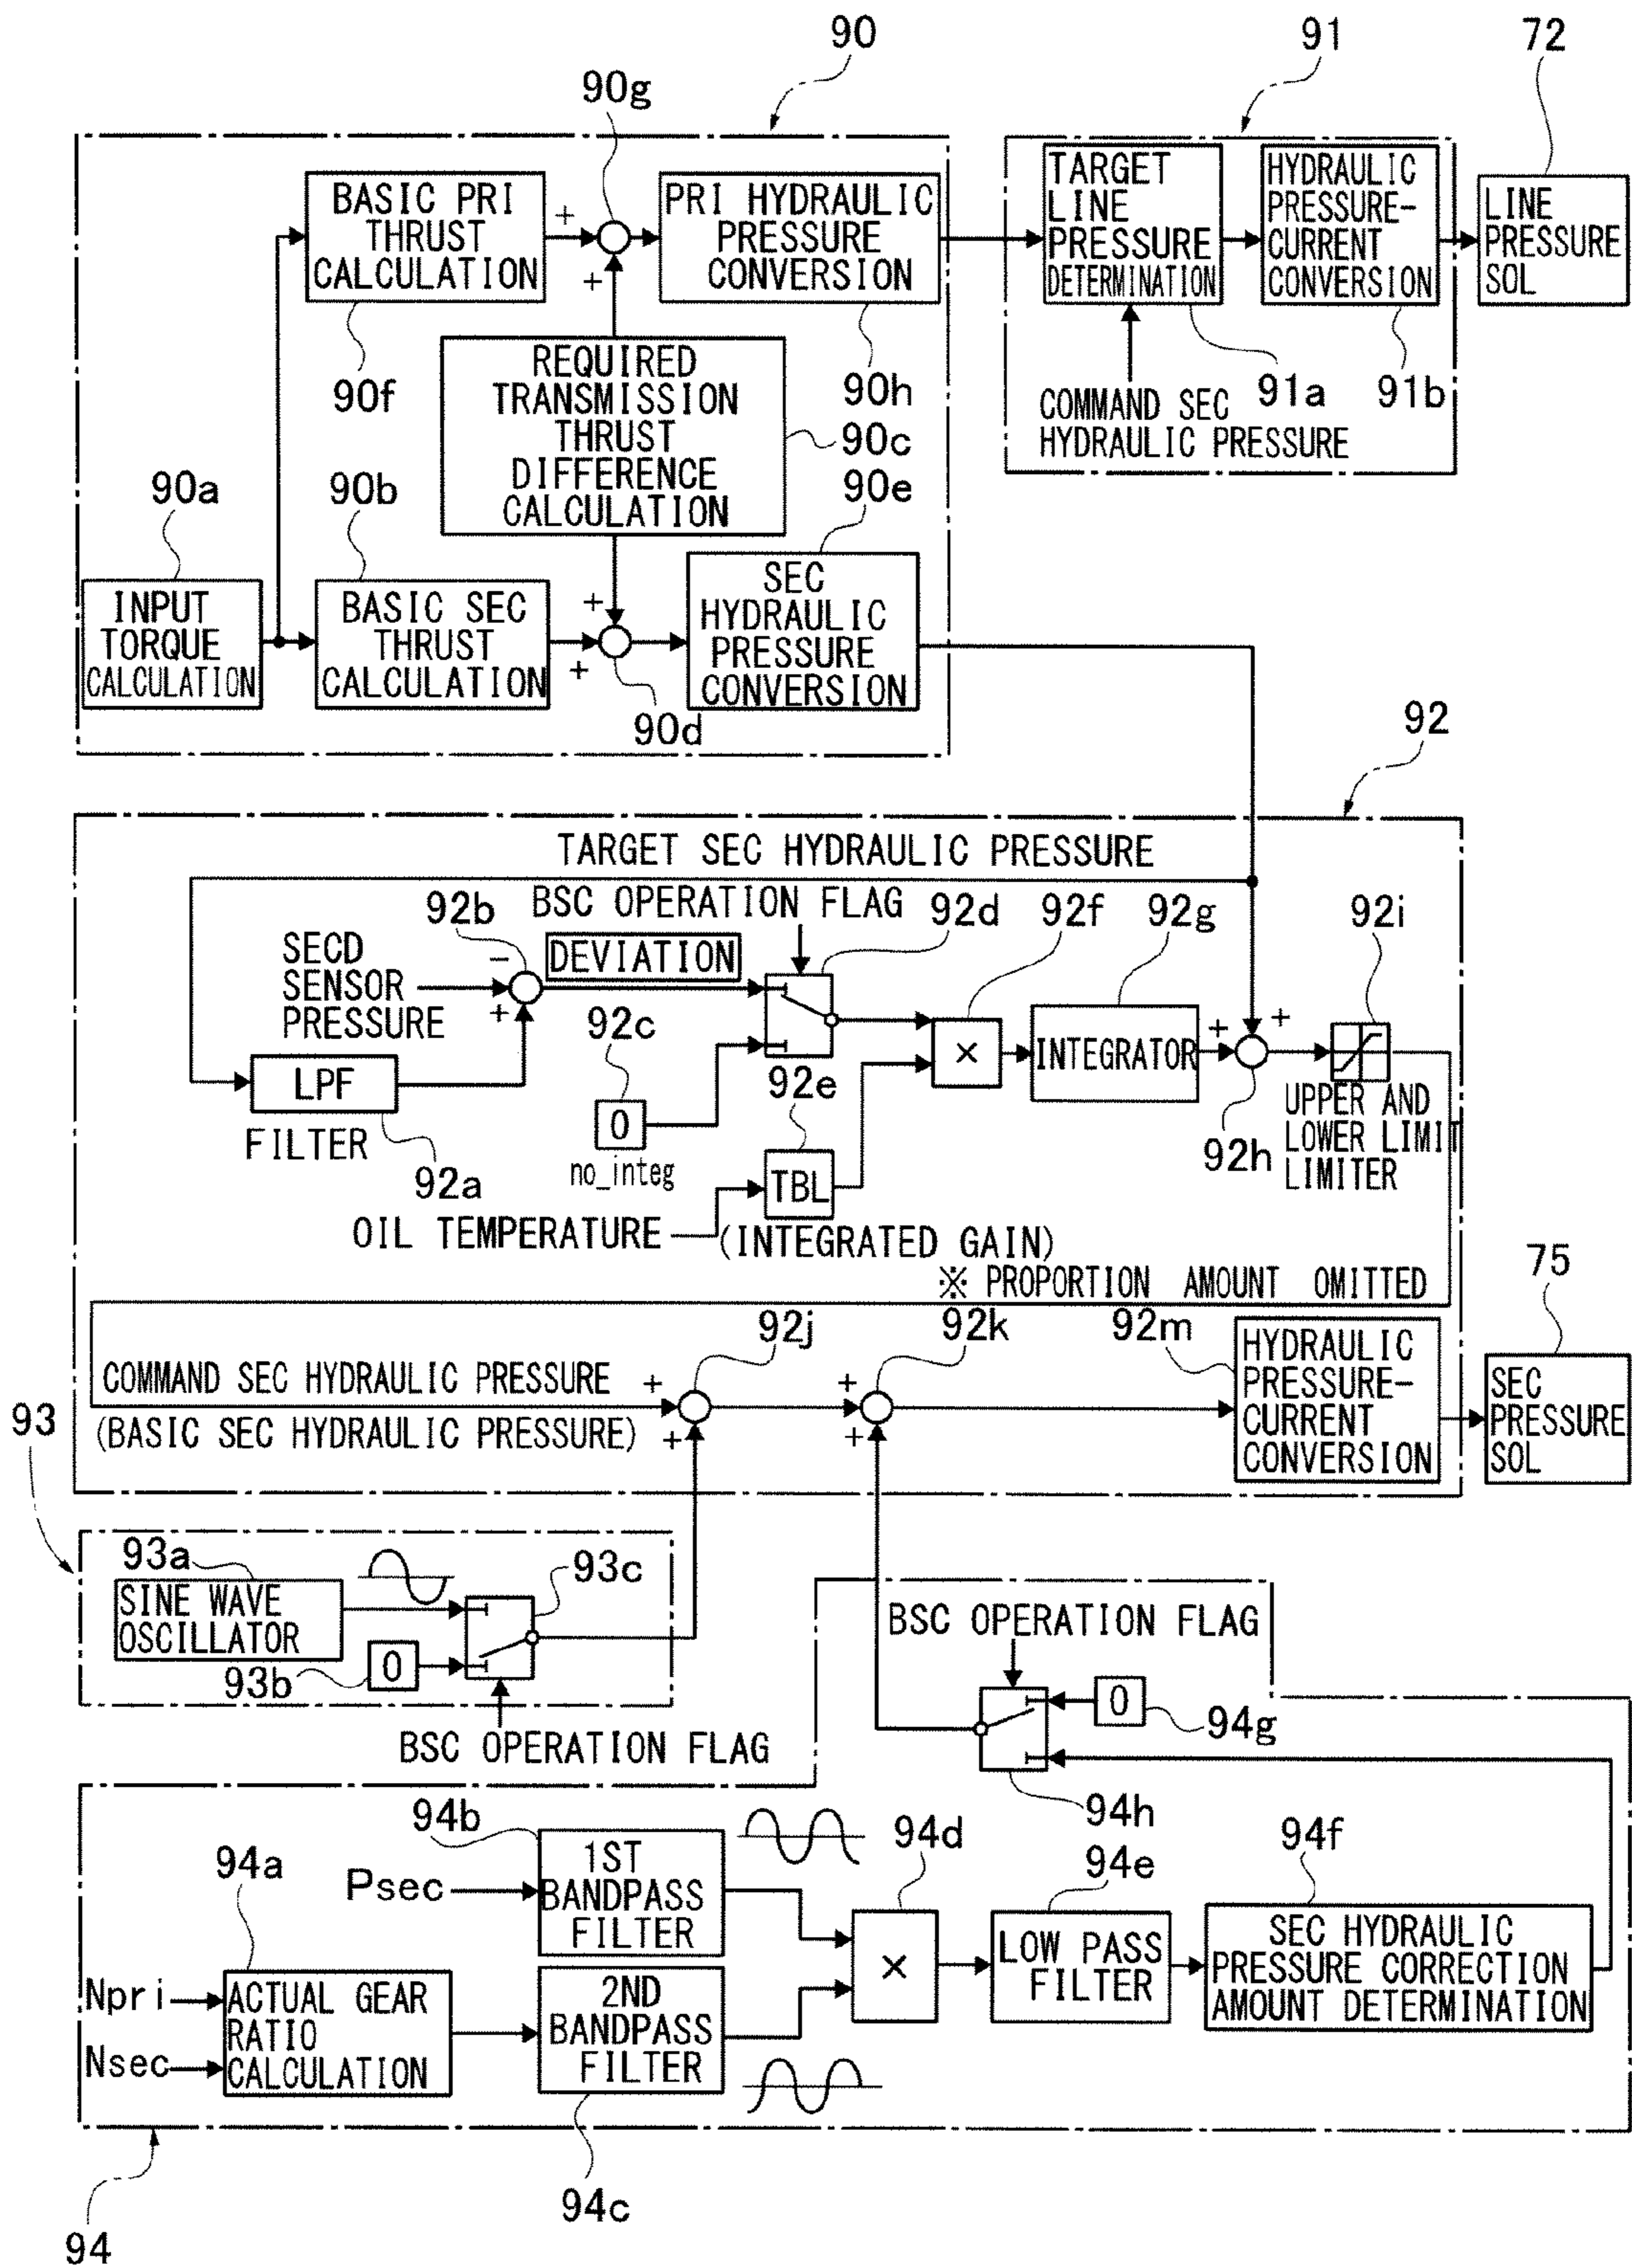 90
91
72
90g
BASIC PRI
THRUST
CALCULATION
+
+
PRI HYDRAULIC
PRESSURE
CONVERSION
TARGET
LINE
PRESSURE
DETERMINATION
HYDRAULIC
PRESSURE-
CURRENT
CONVERSION
LINE
PRESSURE
SOL
90f
REQUIRED
TRANSMISSION
THRUST
DIFFERENCE
CALCULATION
90h
90c
90e
COMMAND SEC
HYDRAULIC PRESSURE
91a
91b
90a
90b
INPUT
TORQUE
CALCULATION
BASIC SEC
THRUST
CALCULATION
+
+
SEC
HYDRAULIC
PRESSURE
CONVERSION
90d
92
TARGET SEC HYDRAULIC PRESSURE
BSC OPERATION FLAG
92b
92d
92f
92g
92i
SECD
SENSOR
PRESSURE
-
+
DEVIATION
92c
92e
×
INTEGRATOR
+
+
LPF
FILTER
92a
0
no_integ
TBL
92h
UPPER AND
LOWER LIMIT
LIMITER
OIL TEMPERATURE
(INTEGRATED GAIN)
※ PROPORTION AMOUNT OMITTED
75
92j
92k
92m
COMMAND SEC HYDRAULIC PRESSURE
(BASIC SEC HYDRAULIC PRESSURE)
+
+
+
+
HYDRAULIC
PRESSURE-
CURRENT
CONVERSION
SEC
PRESSURE
SOL
93
93a
SINE WAVE
OSCILLATOR
93c
93b
0
BSC OPERATION FLAG
BSC OPERATION FLAG
0
94g
94h
94b
94d
94e
94f
94a
Psec
1ST
BANDPASS
FILTER
×
LOW PASS
FILTER
SEC HYDRAULIC
PRESSURE CORRECTION
AMOUNT DETERMINATION
Npri
Nsec
ACTUAL GEAR
RATIO
CALCULATION
2ND
BANDPASS
FILTER
94c
94